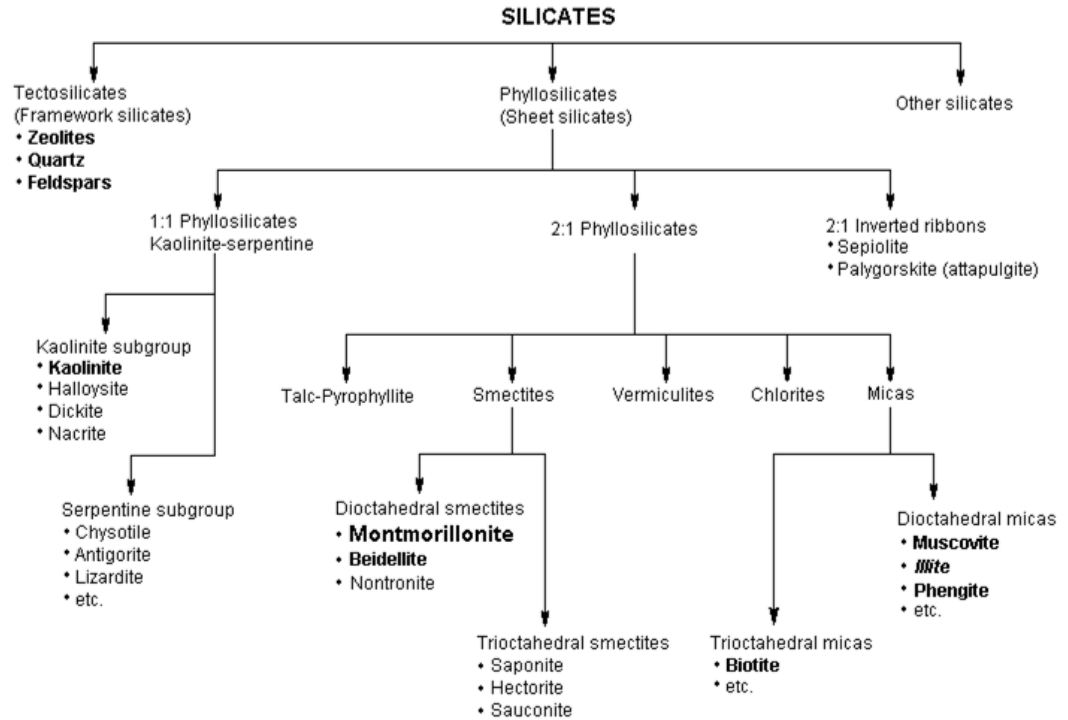 SILICATES
Tectosilicates
(Framework silicates)
• Zeolites
• Quartz
• Feldspars
Phyllosilicates
(Sheet silicates)
Other silicates
1:1 Phyllosilicates
Kaolinite-serpentine
2:1 Phyllosilicates
2:1 Inverted ribbons
• Sepiolite
• Palygorskite (attapulgite)
Kaolinite subgroup
• Kaolinite
• Halloysite
• Dickite
• Nacrite
Talc-Pyrophyllite
Smectites
Vermiculites
Chlorites
Micas
Serpentine subgroup
• Chysotile
• Antigorite
• Lizardite
• etc.
Dioctahedral smectites
• Montmorillonite
• Beidellite
• Nontronite
Dioctahedral micas
• Muscovite
• Illite
• Phengite
• etc.
Trioctahedral smectites
• Saponite
• Hectorite
• Sauconite
Trioctahedral micas
• Biotite
• etc.